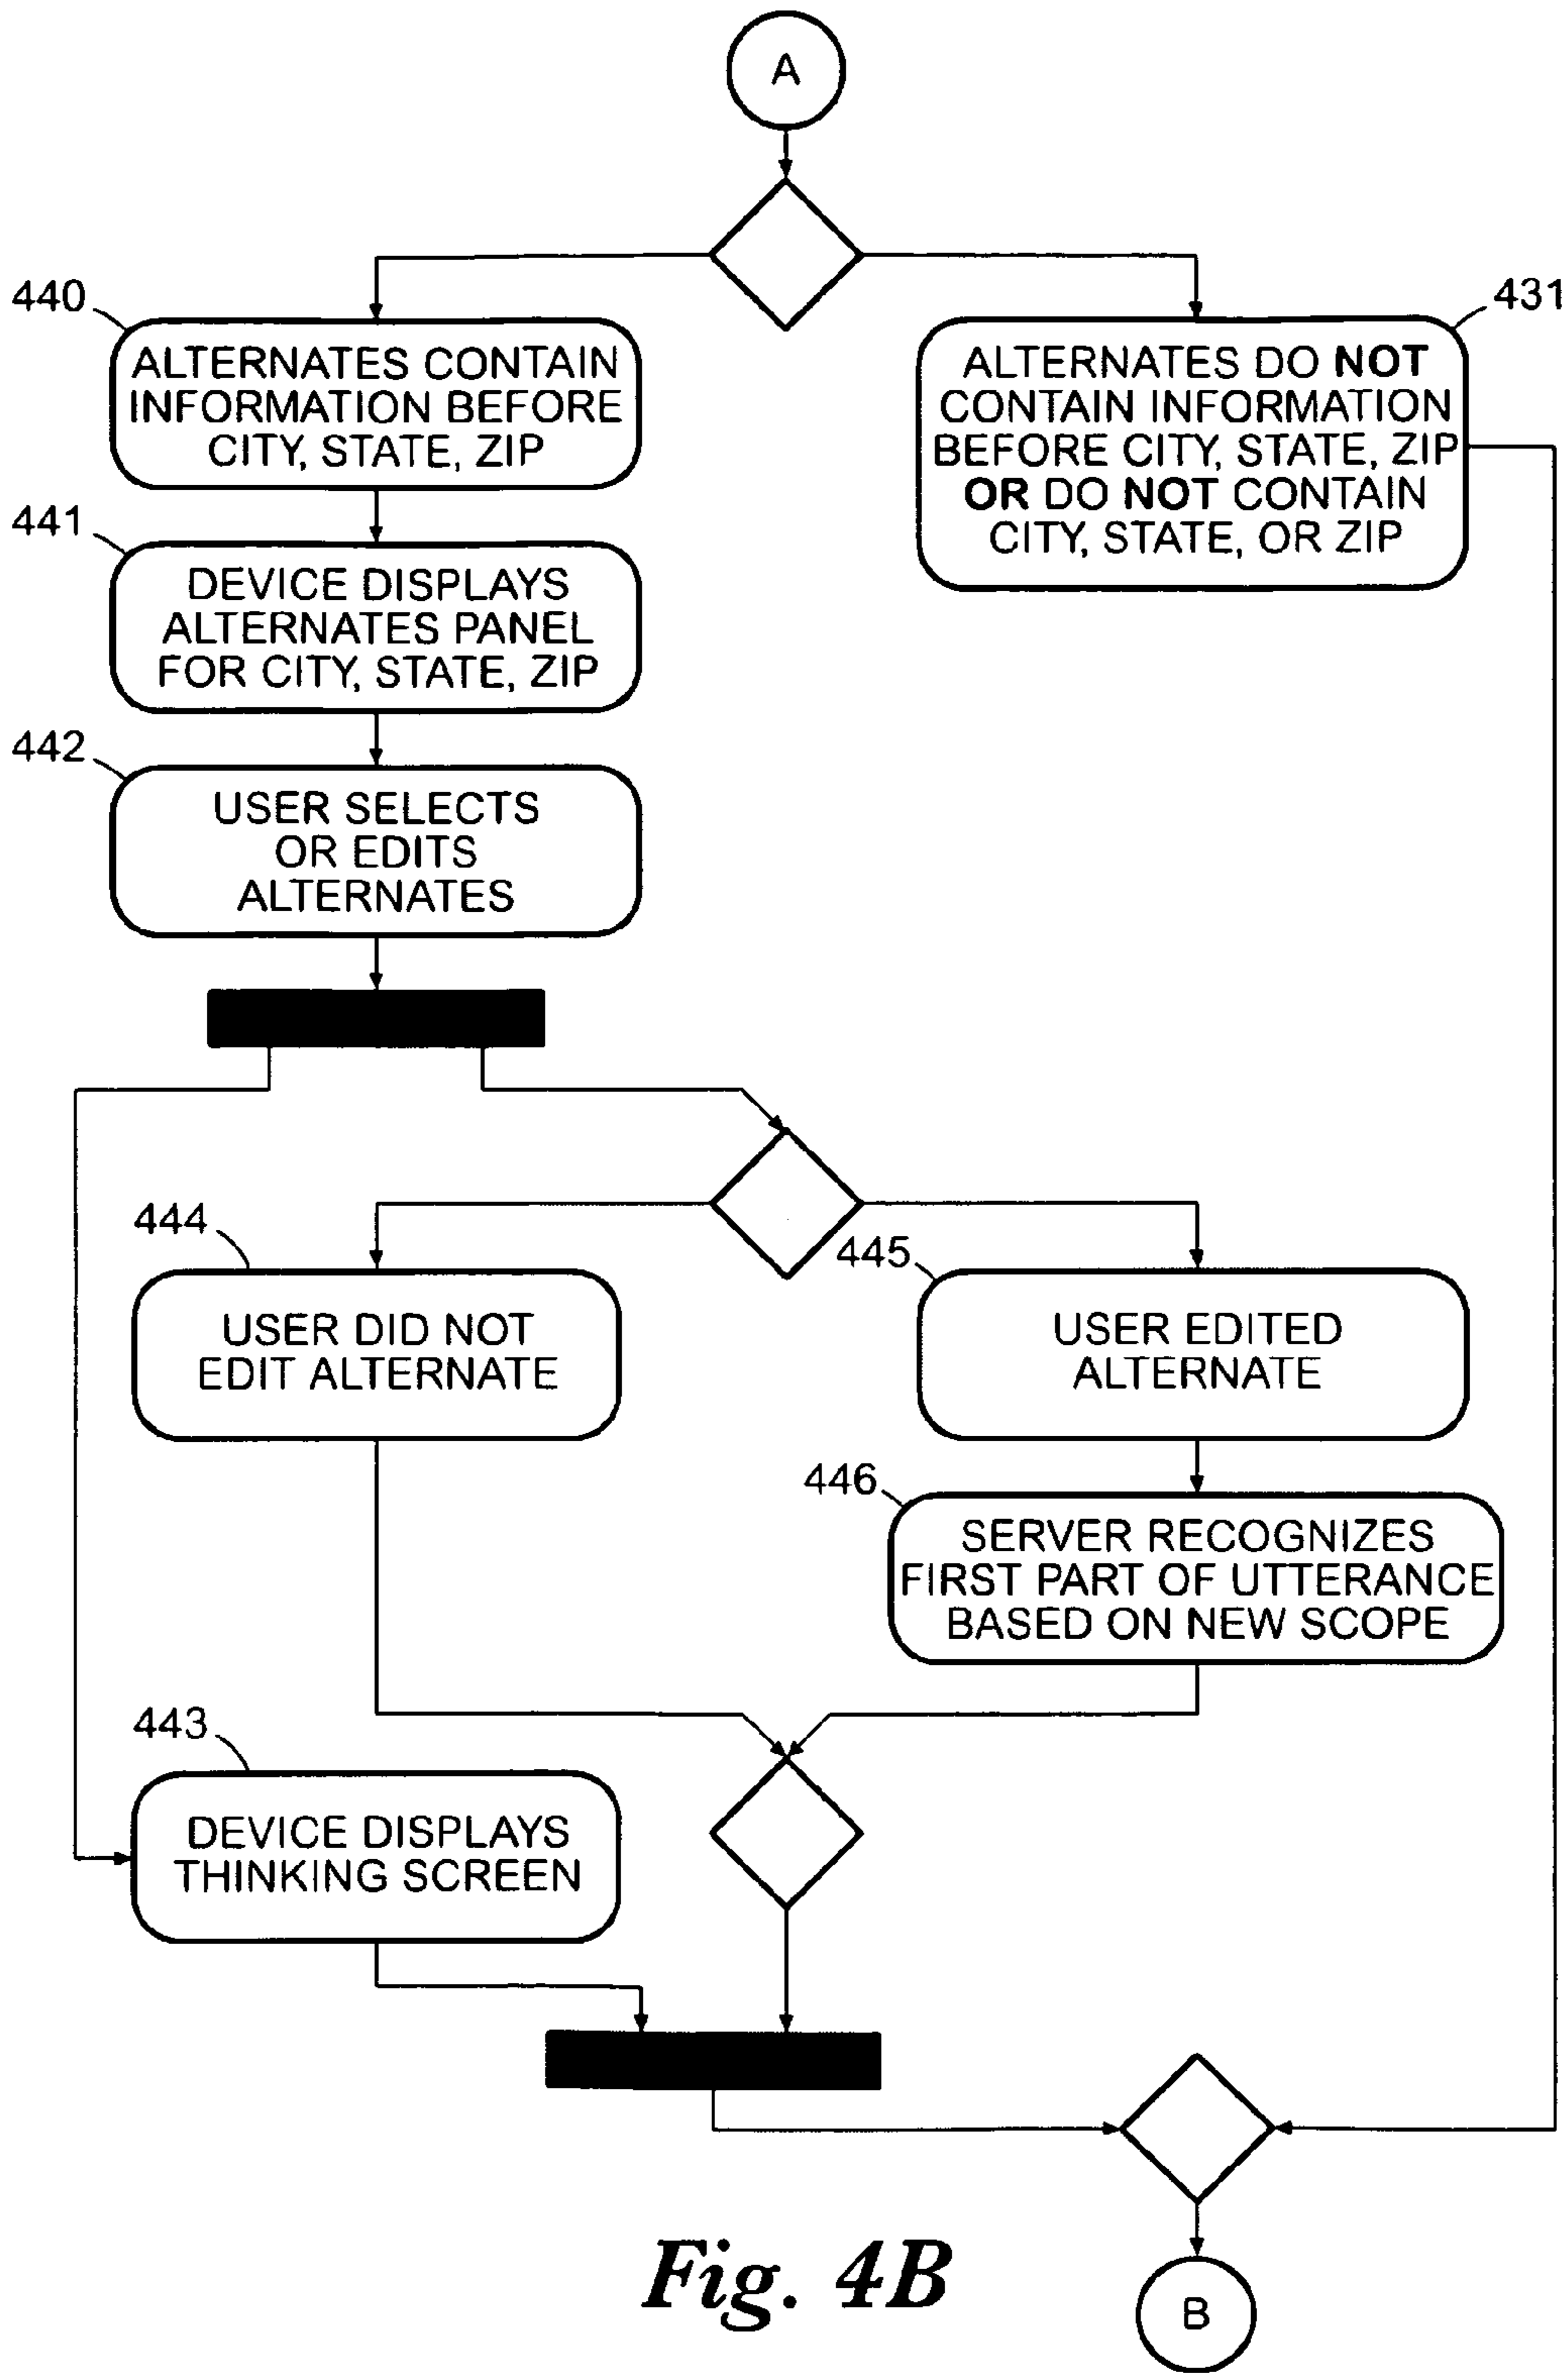 A
440
ALTERNATES CONTAIN
INFORMATION BEFORE
CITY, STATE, ZIP
431
ALTERNATES DO NOT
CONTAIN INFORMATION
BEFORE CITY, STATE, ZIP
OR DO NOT CONTAIN
CITY, STATE, OR ZIP
441
DEVICE DISPLAYS
ALTERNATES PANEL
FOR CITY, STATE, ZIP
442
USER SELECTS
OR EDITS
ALTERNATES
444
USER DID NOT
EDIT ALTERNATE
445
USER EDITED
ALTERNATE
446
SERVER RECOGNIZES
FIRST PART OF UTTERANCE
BASED ON NEW SCOPE
443
DEVICE DISPLAYS
THINKING SCREEN
Fig. 4B
B